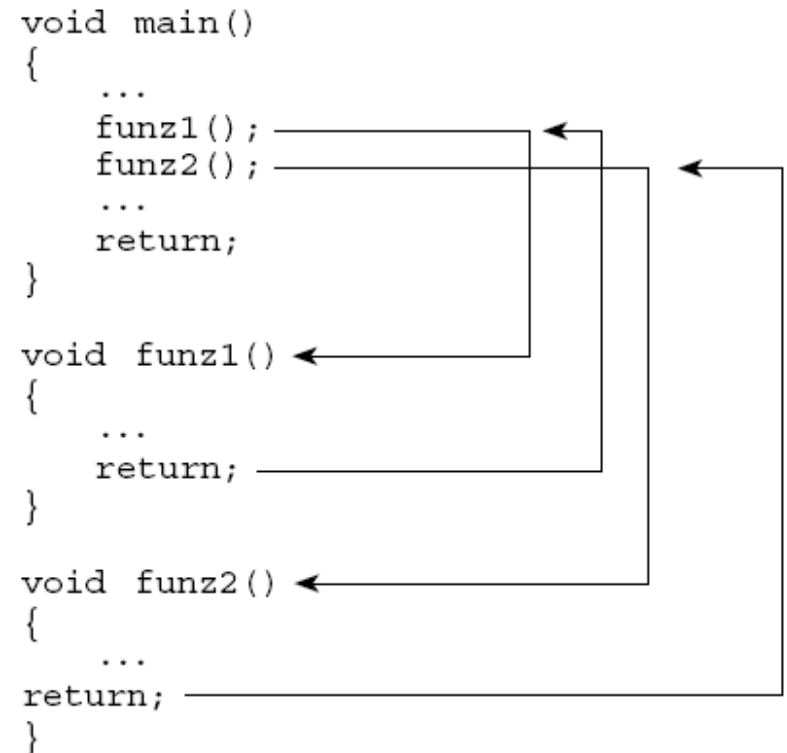 void main()
{
...
funz1();
funz2();
...
return;
}
void funz1()
{
...
return;
}
void funz2()
{
...
return;
}